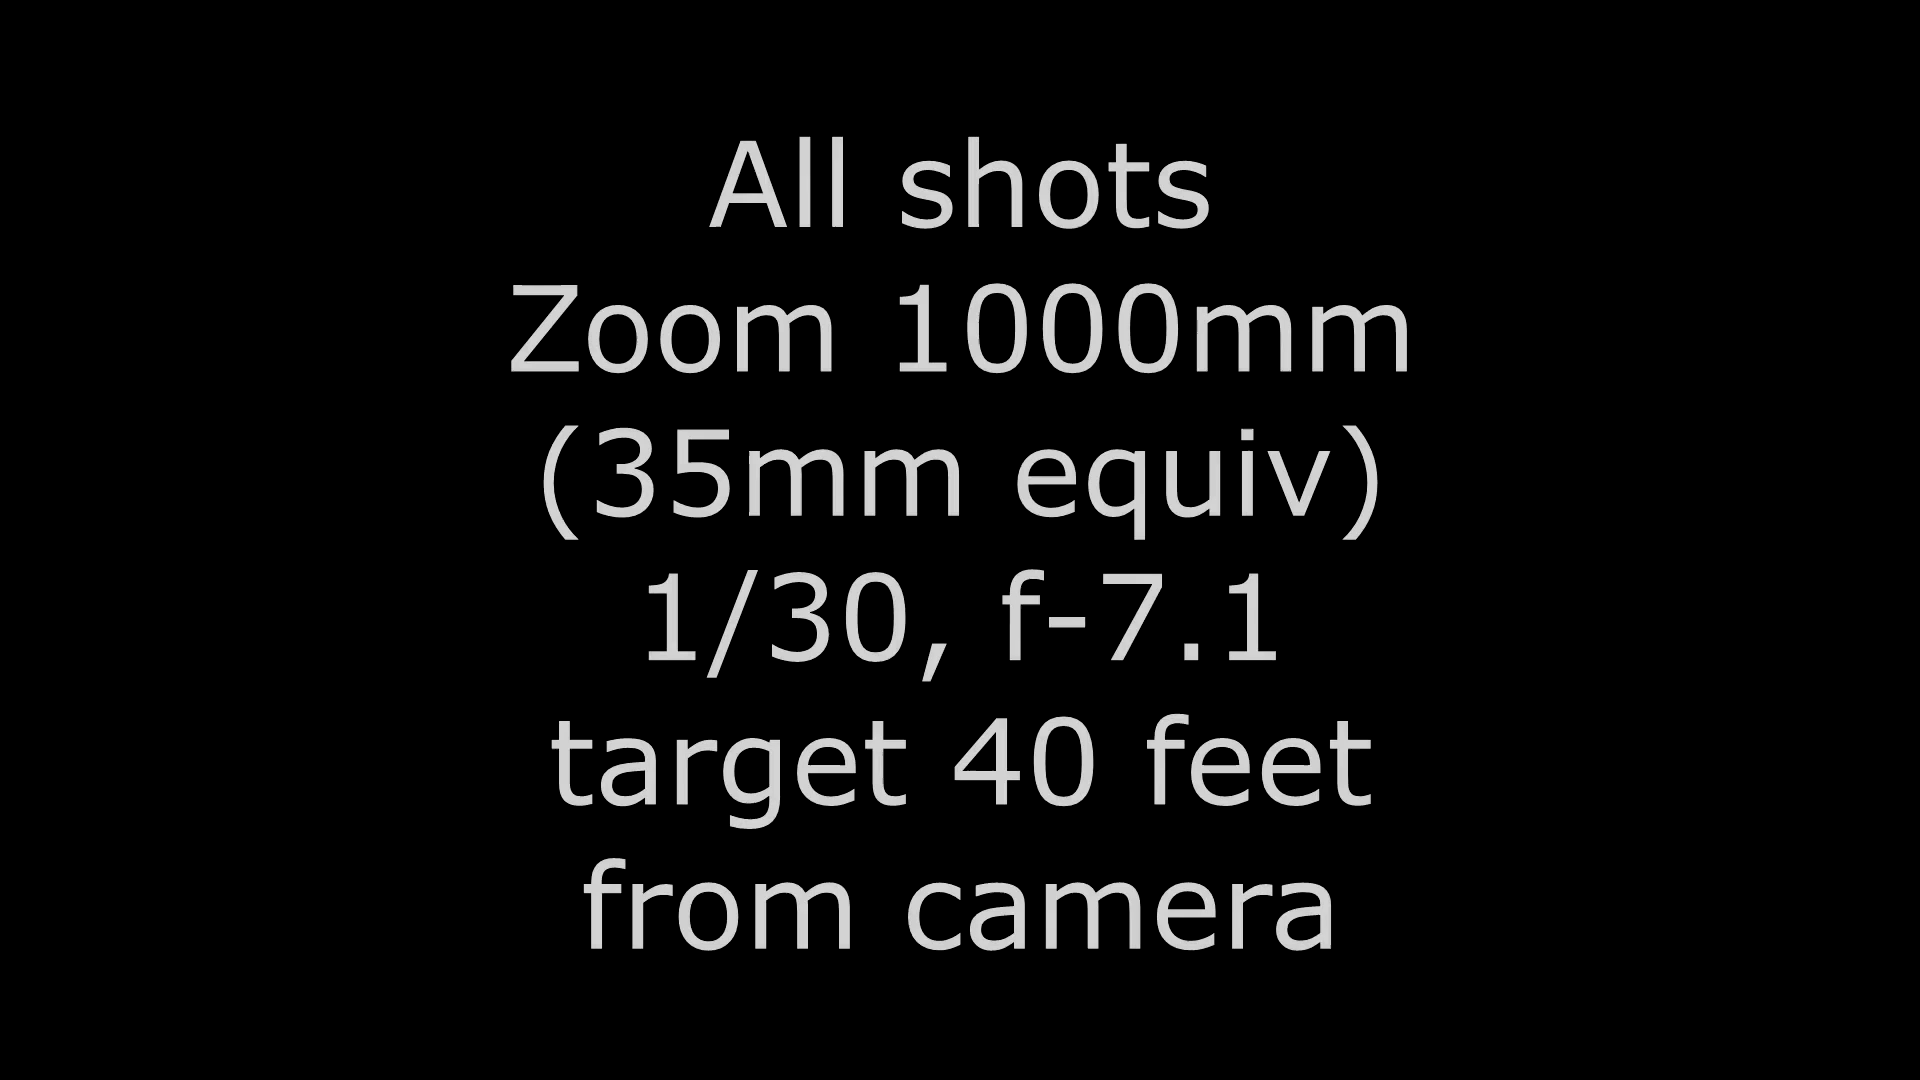 All shots
Zoom 1000mm
(35mm equiv)
1/30, f-7.1
target 40 feet
from camera